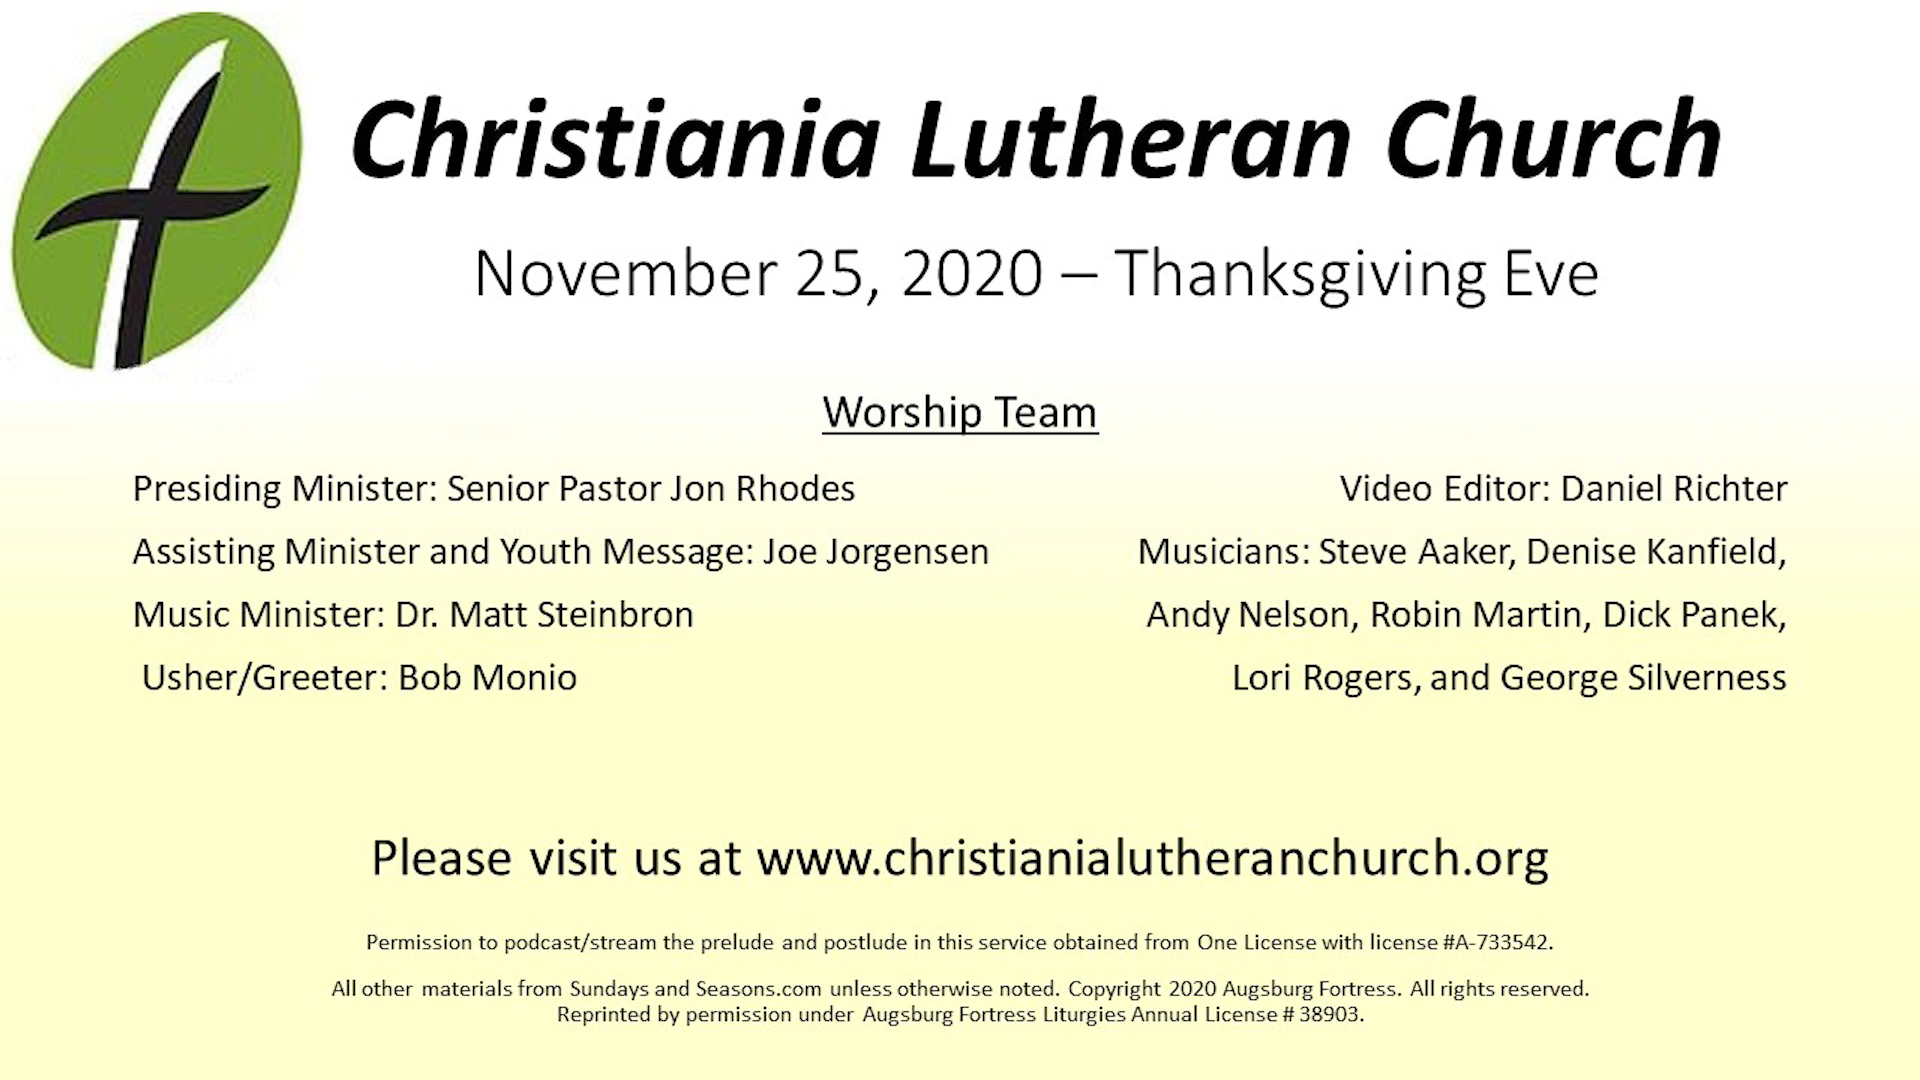 Christiania Lutheran Church
November 25, 2020 – Thanksgiving Eve
Worship Team
Presiding Minister: Senior Pastor Jon Rhodes
Assisting Minister and Youth Message: Joe Jorgensen
Music Minister: Dr. Matt Steinbron
Usher/Greeter: Bob Monio
Video Editor: Daniel Richter
Musicians: Steve Aaker, Denise Kanfield,
Andy Nelson, Robin Martin, Dick Panek,
Lori Rogers, and George Silverness
Please visit us at www.christianialutheranchurch.org
Permission to podcast/stream the prelude and postlude in this service obtained from One License with license #A-733542.
All other materials from Sundays and Seasons.com unless otherwise noted. Copyright 2020 Augsburg Fortress. All rights reserved.
Reprinted by permission under Augsburg Fortress Liturgies Annual License # 38903.